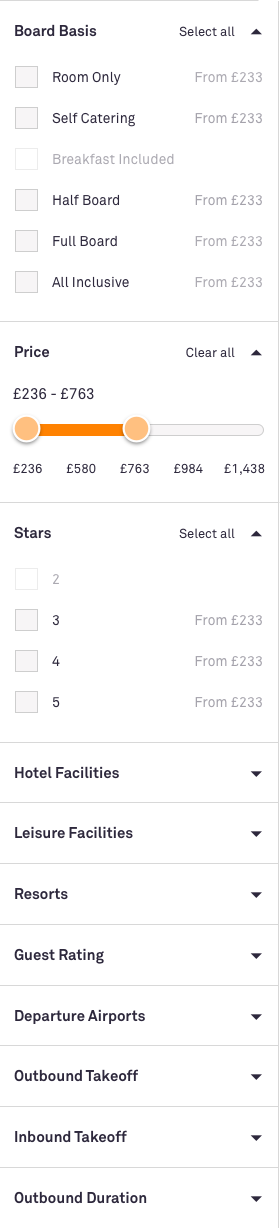 Board Basis Select all
Room Only From £233
Self Catering From £233
Breakfast Included
Half Board From £233
Full Board From £233
All Inclusive From £233
Price Clear all
£236 - £763
£236 £580 £763 £984 £1,438
Stars Select all
2
3 From £233
4 From £233
5 From £233
Hotel Facilities
Leisure Facilities
Resorts
Guest Rating
Departure Airports
Outbound Takeoff
Inbound Takeoff
Outbound Duration